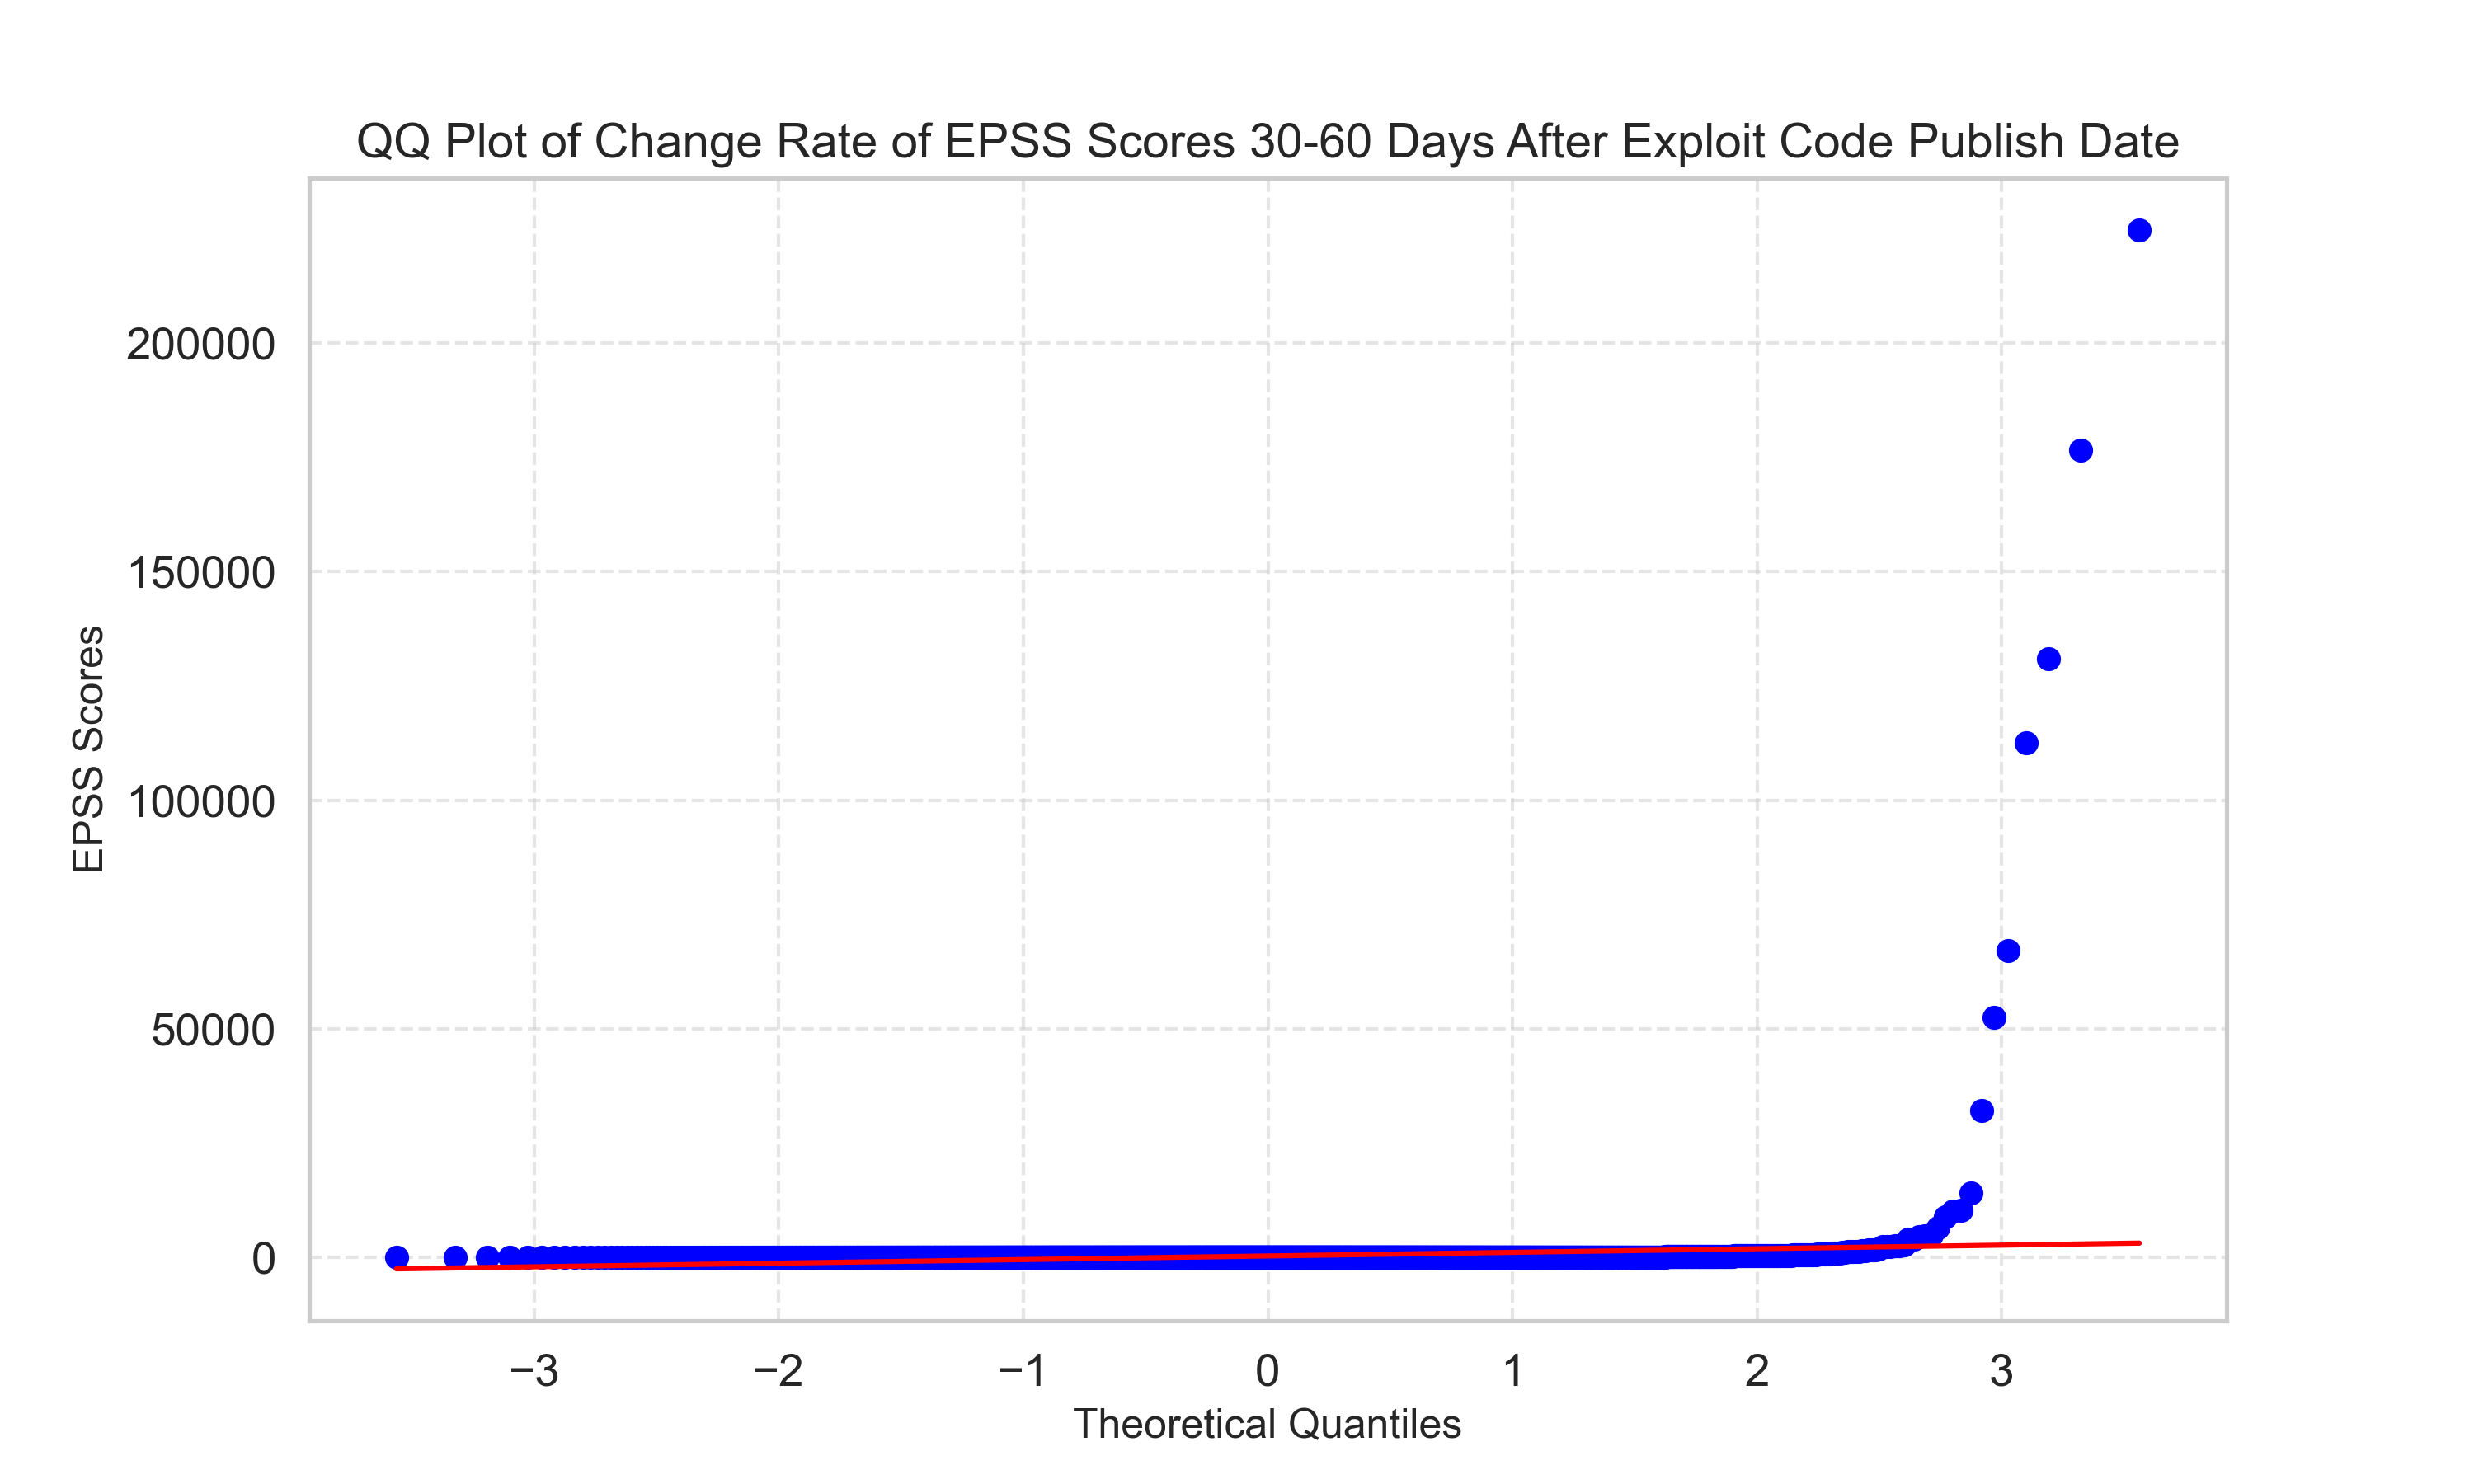 QQ Plot of Change Rate of EPSS Scores 30-60 Days After Exploit Code Publish Date
EPSS Scores
200000
150000
100000
50000
0
−3 −2 −1 0 1 2 3
Theoretical Quantiles